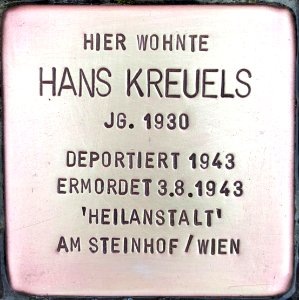 HIER WOHNTE
HANS KREUELS
JG. 1930
DEPORTIERT 1943
ERMORDET 3.8.1943
'HEILANSTALT'
AM STEINHOF / WIEN